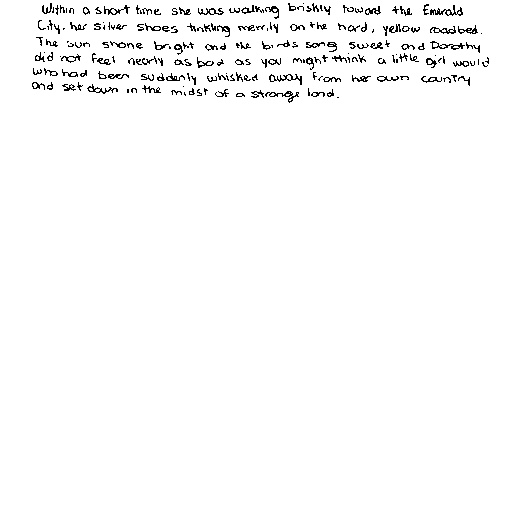 Within a short time she was walking briskly toward the Emerald
City, her Silver Shoes tinkling merrily on the hard, yellow roadbed.
The sun shone bright and the birds sang sweet and Dorothy
did not feel nearly as bad as you might think a little girl would
who had been suddenly whisked away from her own country
and set down in the midst of a strange land.